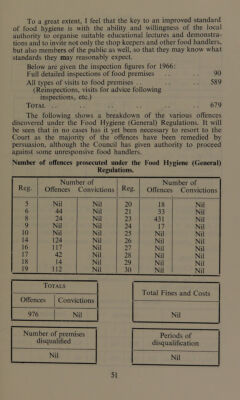 To a great extent, I feel that the key to an improved standard
of food hygiene is with the ability and willingness of the local
authority to organise suitable educational lectures and demonstra-
tions and to invite not only the shop keepers and other food handlers,
but also members of the public as well, so that they may know what
standards they may reasonably expect.
Below are given the inspection figures for 1966:
Full detailed inspections of food premises .. .. 90
All types of visits to food premises .. .. .. 589
(Reinspections, visits for advice following
inspections, etc.)
TOTAL .. .. .. .. .. .. 679
The following shows a breakdown of the various offences
discovered under the Food Hygiene (General) Regulations. It will
be seen that in no cases has it yet been necessary to resort to the
Court as the majority of the offences have been remedied by
persuasion, although the Council has given authority to proceed
against some unresponsive food handlers.
Number of offences prosecuted under the Food Hygiene (General)
Regulations.
Reg. Number of Offences Convictions Reg. Number of Offences Convictions
5 Nil Nil 20 18 Nil
6 44 Nil 21 33 Nil
8 24 Nil 23 431 Nil
9 Nil Nil 24 17 Nil
10 Nil Nil 25 Nil Nil
14 124 Nil 26 Nil Nil
16 117 Nil 27 Nil Nil
17 42 Nil 28 Nil Nil
18 14 Nil 29 Nil Nil
19 112 Nil 30 Nil Nil
TOTALS
Offences Convictions
976 Nil
Total Fines and Costs
Nil
Number of premises
disqualified
Nil
Periods of
disqualification
Nil
51